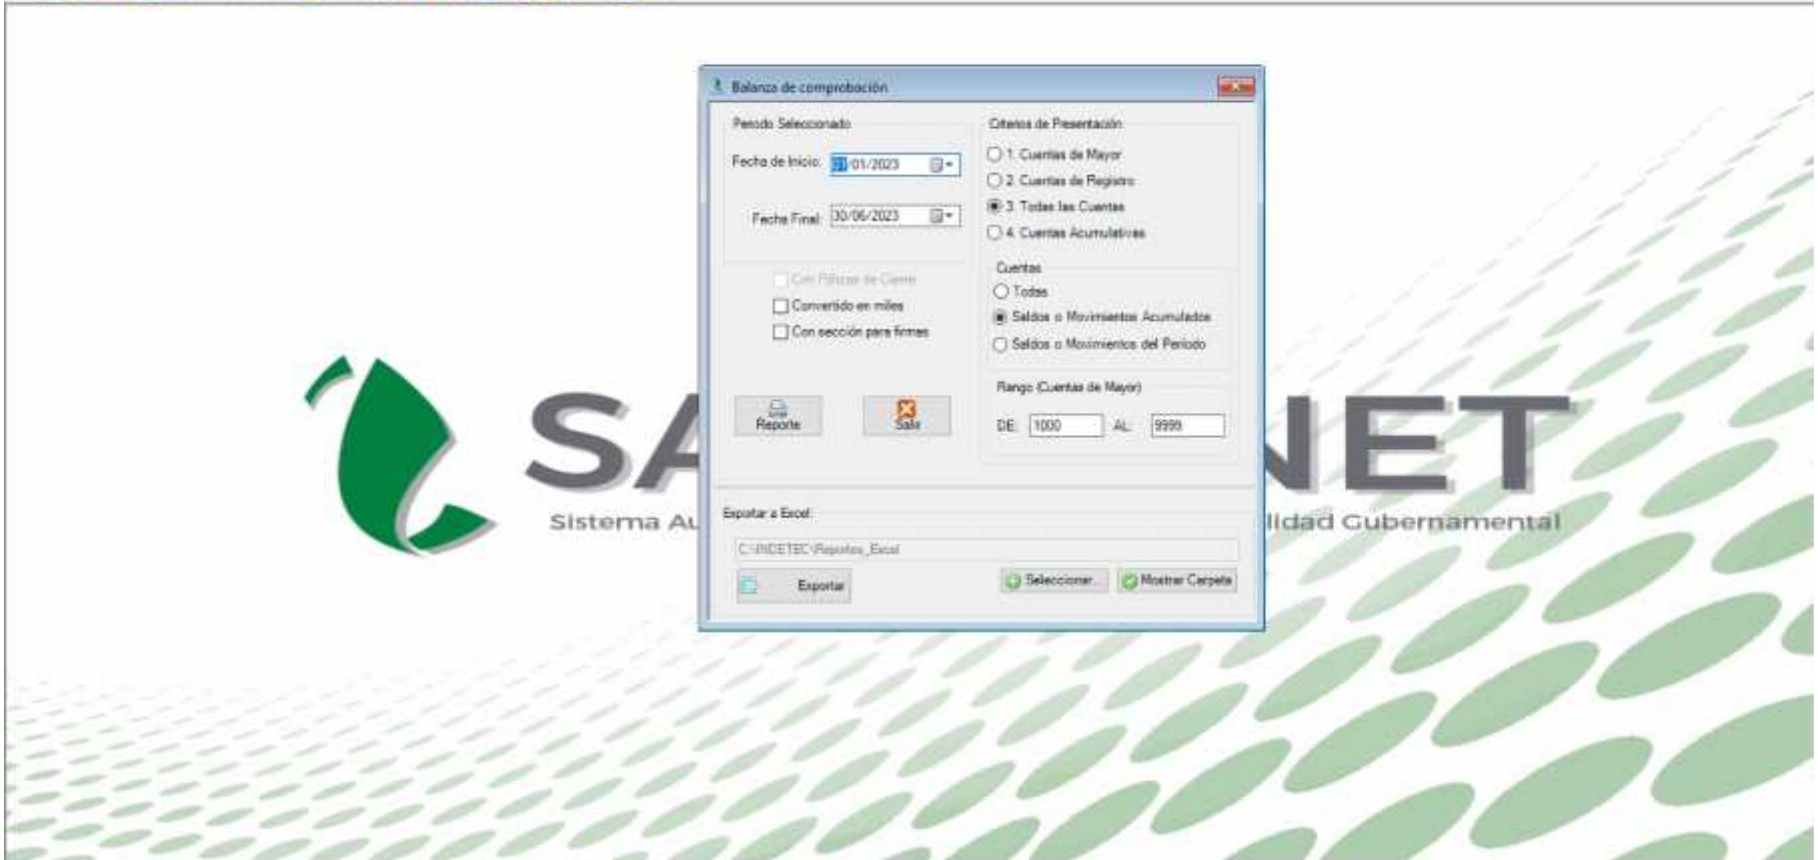 Balanza de comprobación
Periodo Seleccionado
Fecha de Inicio: 01/01/2023
Fecha Final: 30/06/2023
Con Pólizas de Cierre
Convertido en miles
Con sección para firmas
Reporte
Salir
Criterios de Presentación
1. Cuentas de Mayor
2. Cuentas de Registro
3. Todas las Cuentas
4. Cuentas Acumulativas
Cuentas
Todas
Saldos o Movimientos Acumulados
Saldos o Movimientos del Periodo
Rango (Cuentas de Mayor)
DE: 1000 AL: 9999
Exportar a Excel:
C:\INDETEC\Reportes_Excel
Exportar
Seleccionar...
Mostrar Carpeta
SA NET
Sistema Au lidad Gubernamental